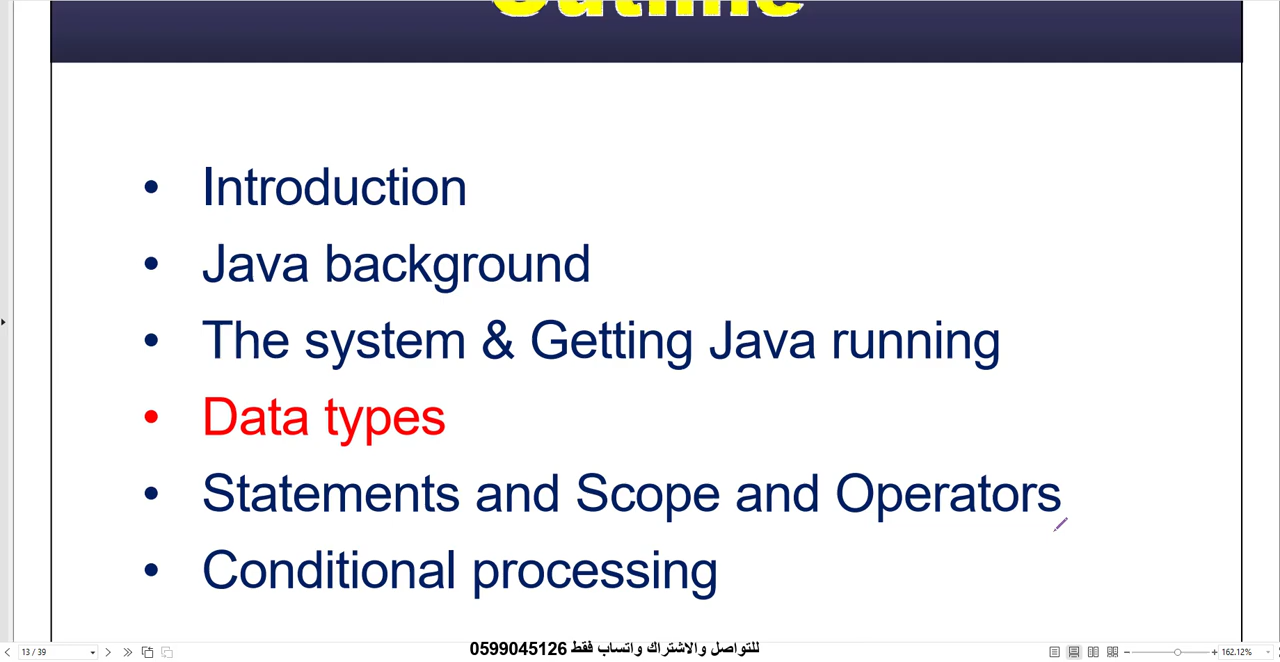 Outline
• Introduction
• Java background
• The system & Getting Java running
• Data types
• Statements and Scope and Operators
• Conditional processing
للتواصل والاشتراك واتساب فقط 0599045126
13 / 39
162.12%